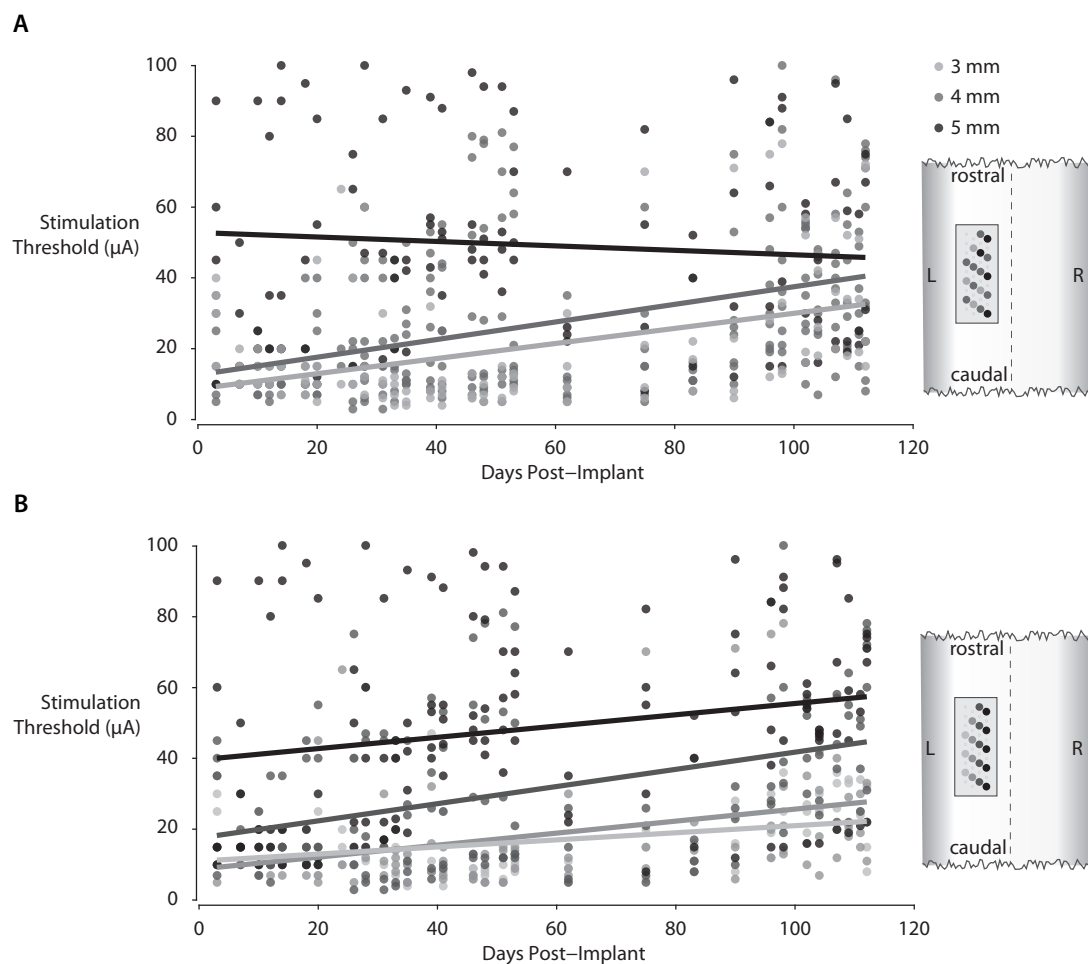 A
100
80
60
40
20
0
Stimulation
Threshold (µA)
0 20 40 60 80 100 120
Days Post–Implant
3 mm
4 mm
5 mm
rostral
L R
caudal
B
100
80
60
40
20
0
Stimulation
Threshold (µA)
0 20 40 60 80 100 120
Days Post–Implant
rostral
L R
caudal